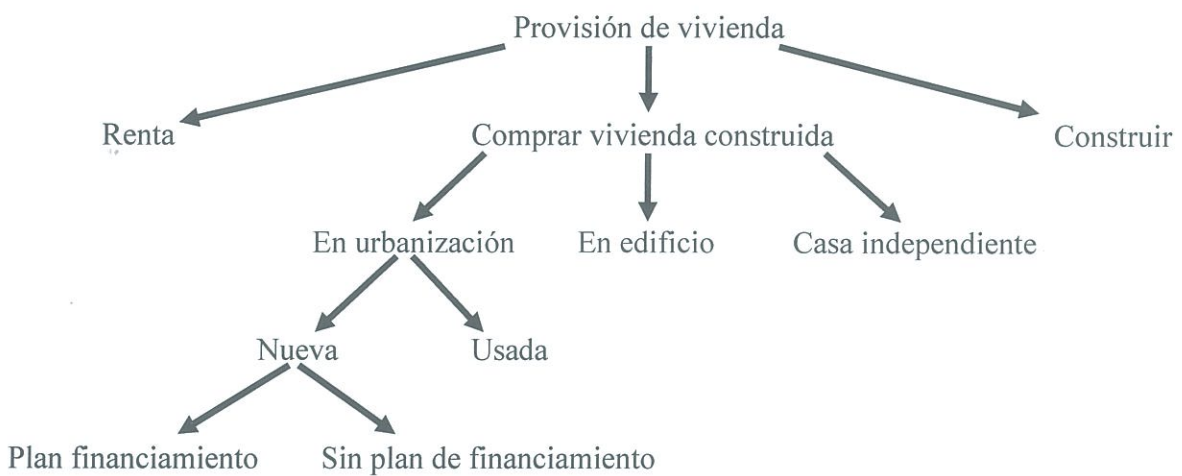 Provisión de vivienda
Renta
Comprar vivienda construida
Construir
En urbanización
En edificio
Casa independiente
Nueva
Usada
Plan financiamiento
Sin plan de financiamiento